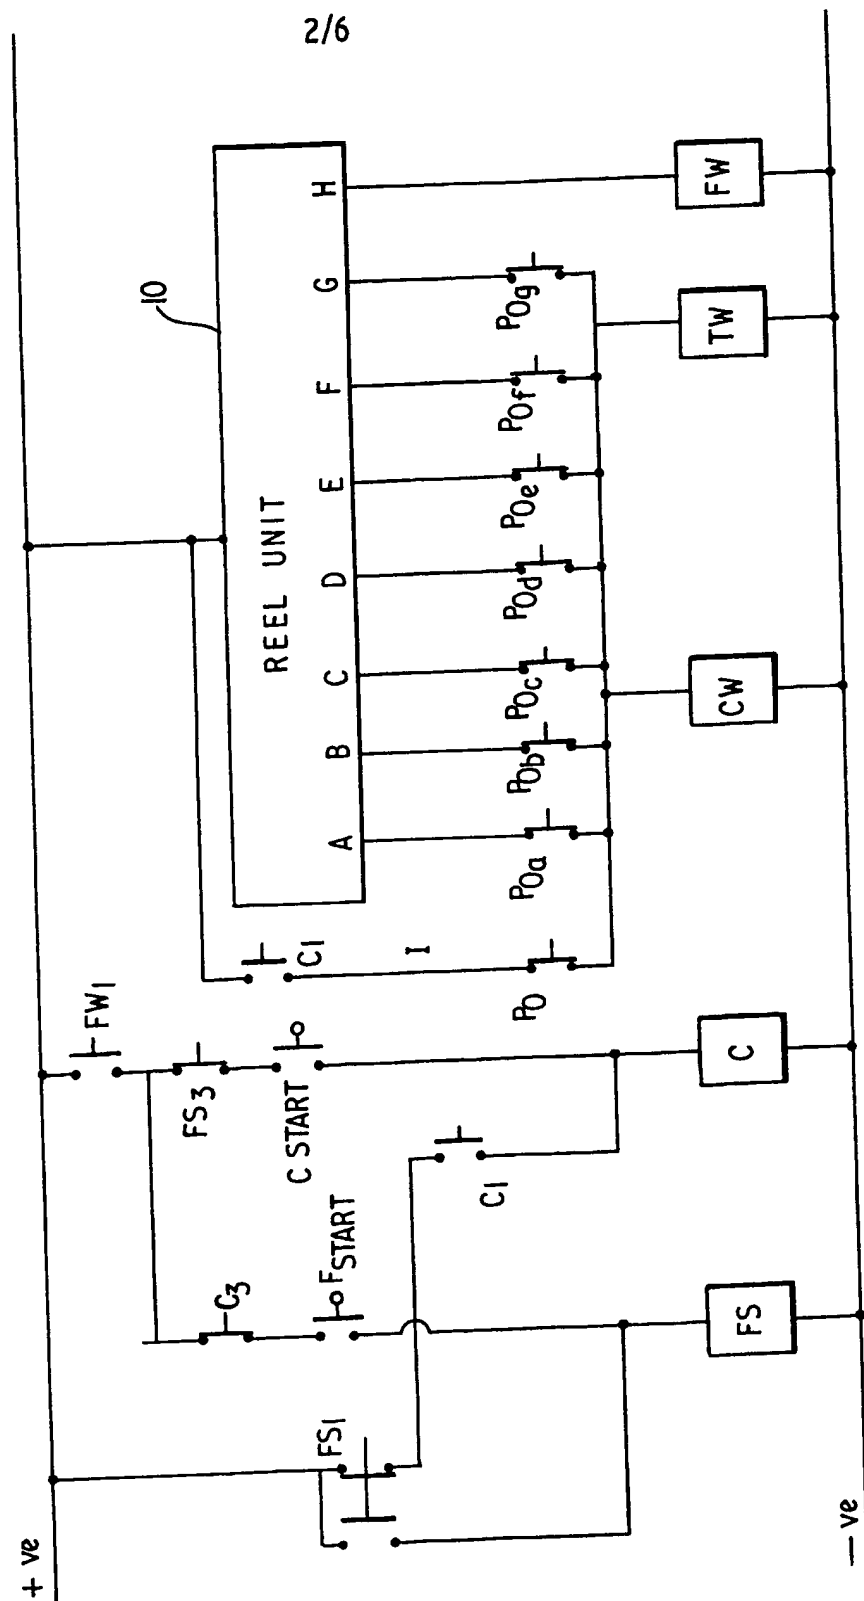 2/6
+ ve
FW1
10
REEL UNIT
A B C D E F G H
FS1
C3
FSTART
FS3
C START
C1
C1
I
P0
P0a
P0b
P0c
P0d
P0e
P0f
P0g
FS
C
CW
TW
FW
– ve